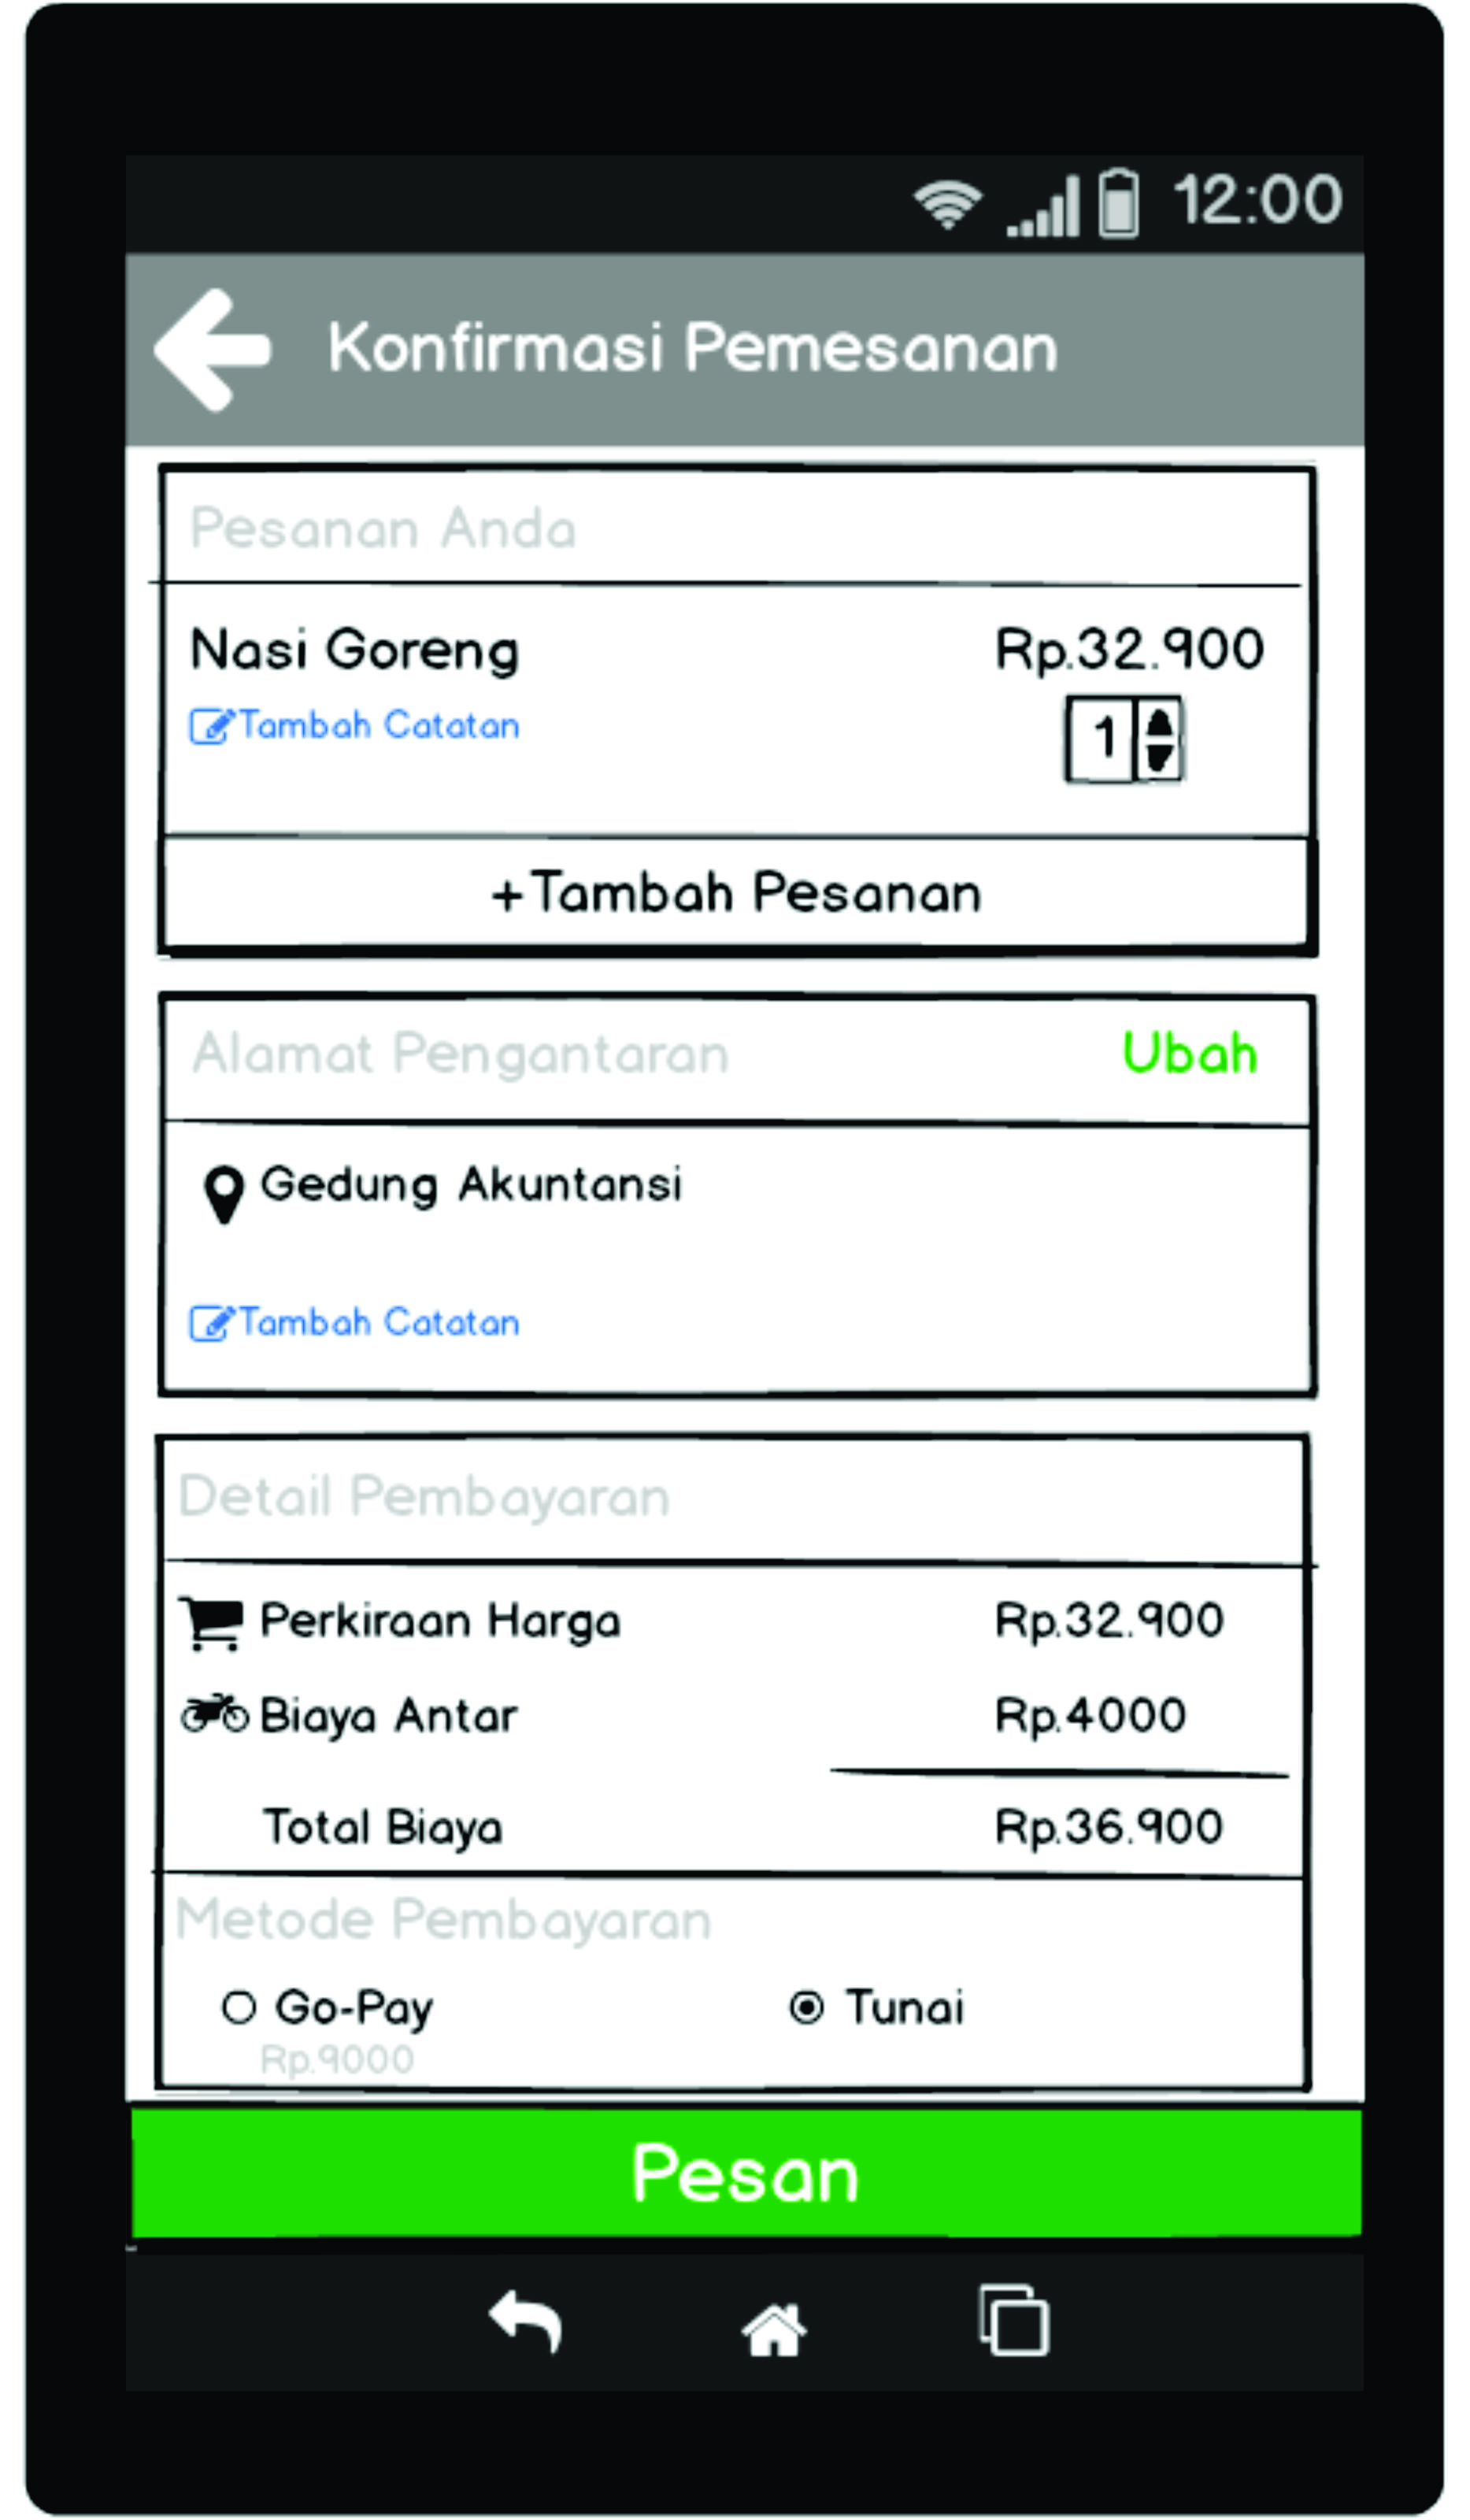 12:00
Konfirmasi Pemesanan
Pesanan Anda
Nasi Goreng Rp.32.900
Tambah Catatan 1
+Tambah Pesanan
Alamat Pengantaran Ubah
Gedung Akuntansi
Tambah Catatan
Detail Pembayaran
Perkiraan Harga Rp.32.900
Biaya Antar Rp.4000
Total Biaya Rp.36.900
Metode Pembayaran
Go-Pay Tunai
Rp.9000
Pesan